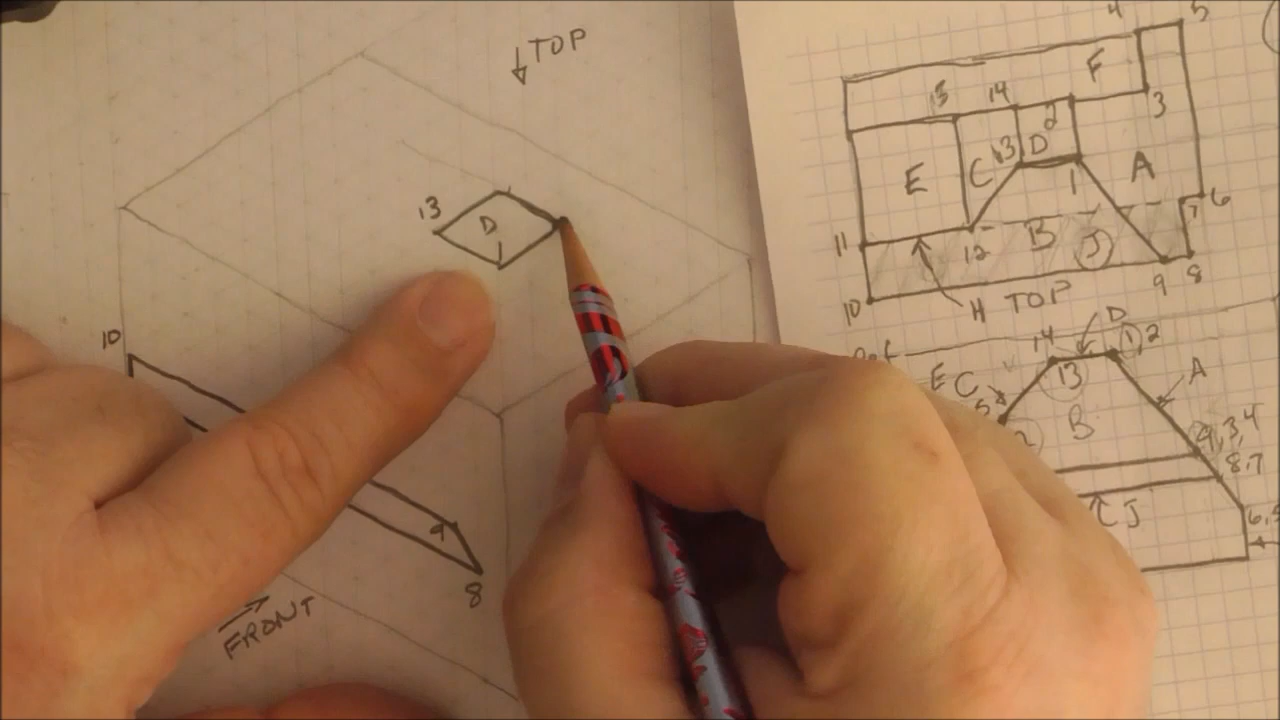 TOP
13
D
1
10
9
8
FRONT
4 5
15 14 2 F 3
E C 13 D 1 A
6
7
11 12 B J
10 9 8
H TOP
D
14 1, 2
E C 13 A
B
4, 3, 4
8, 7
J
6,